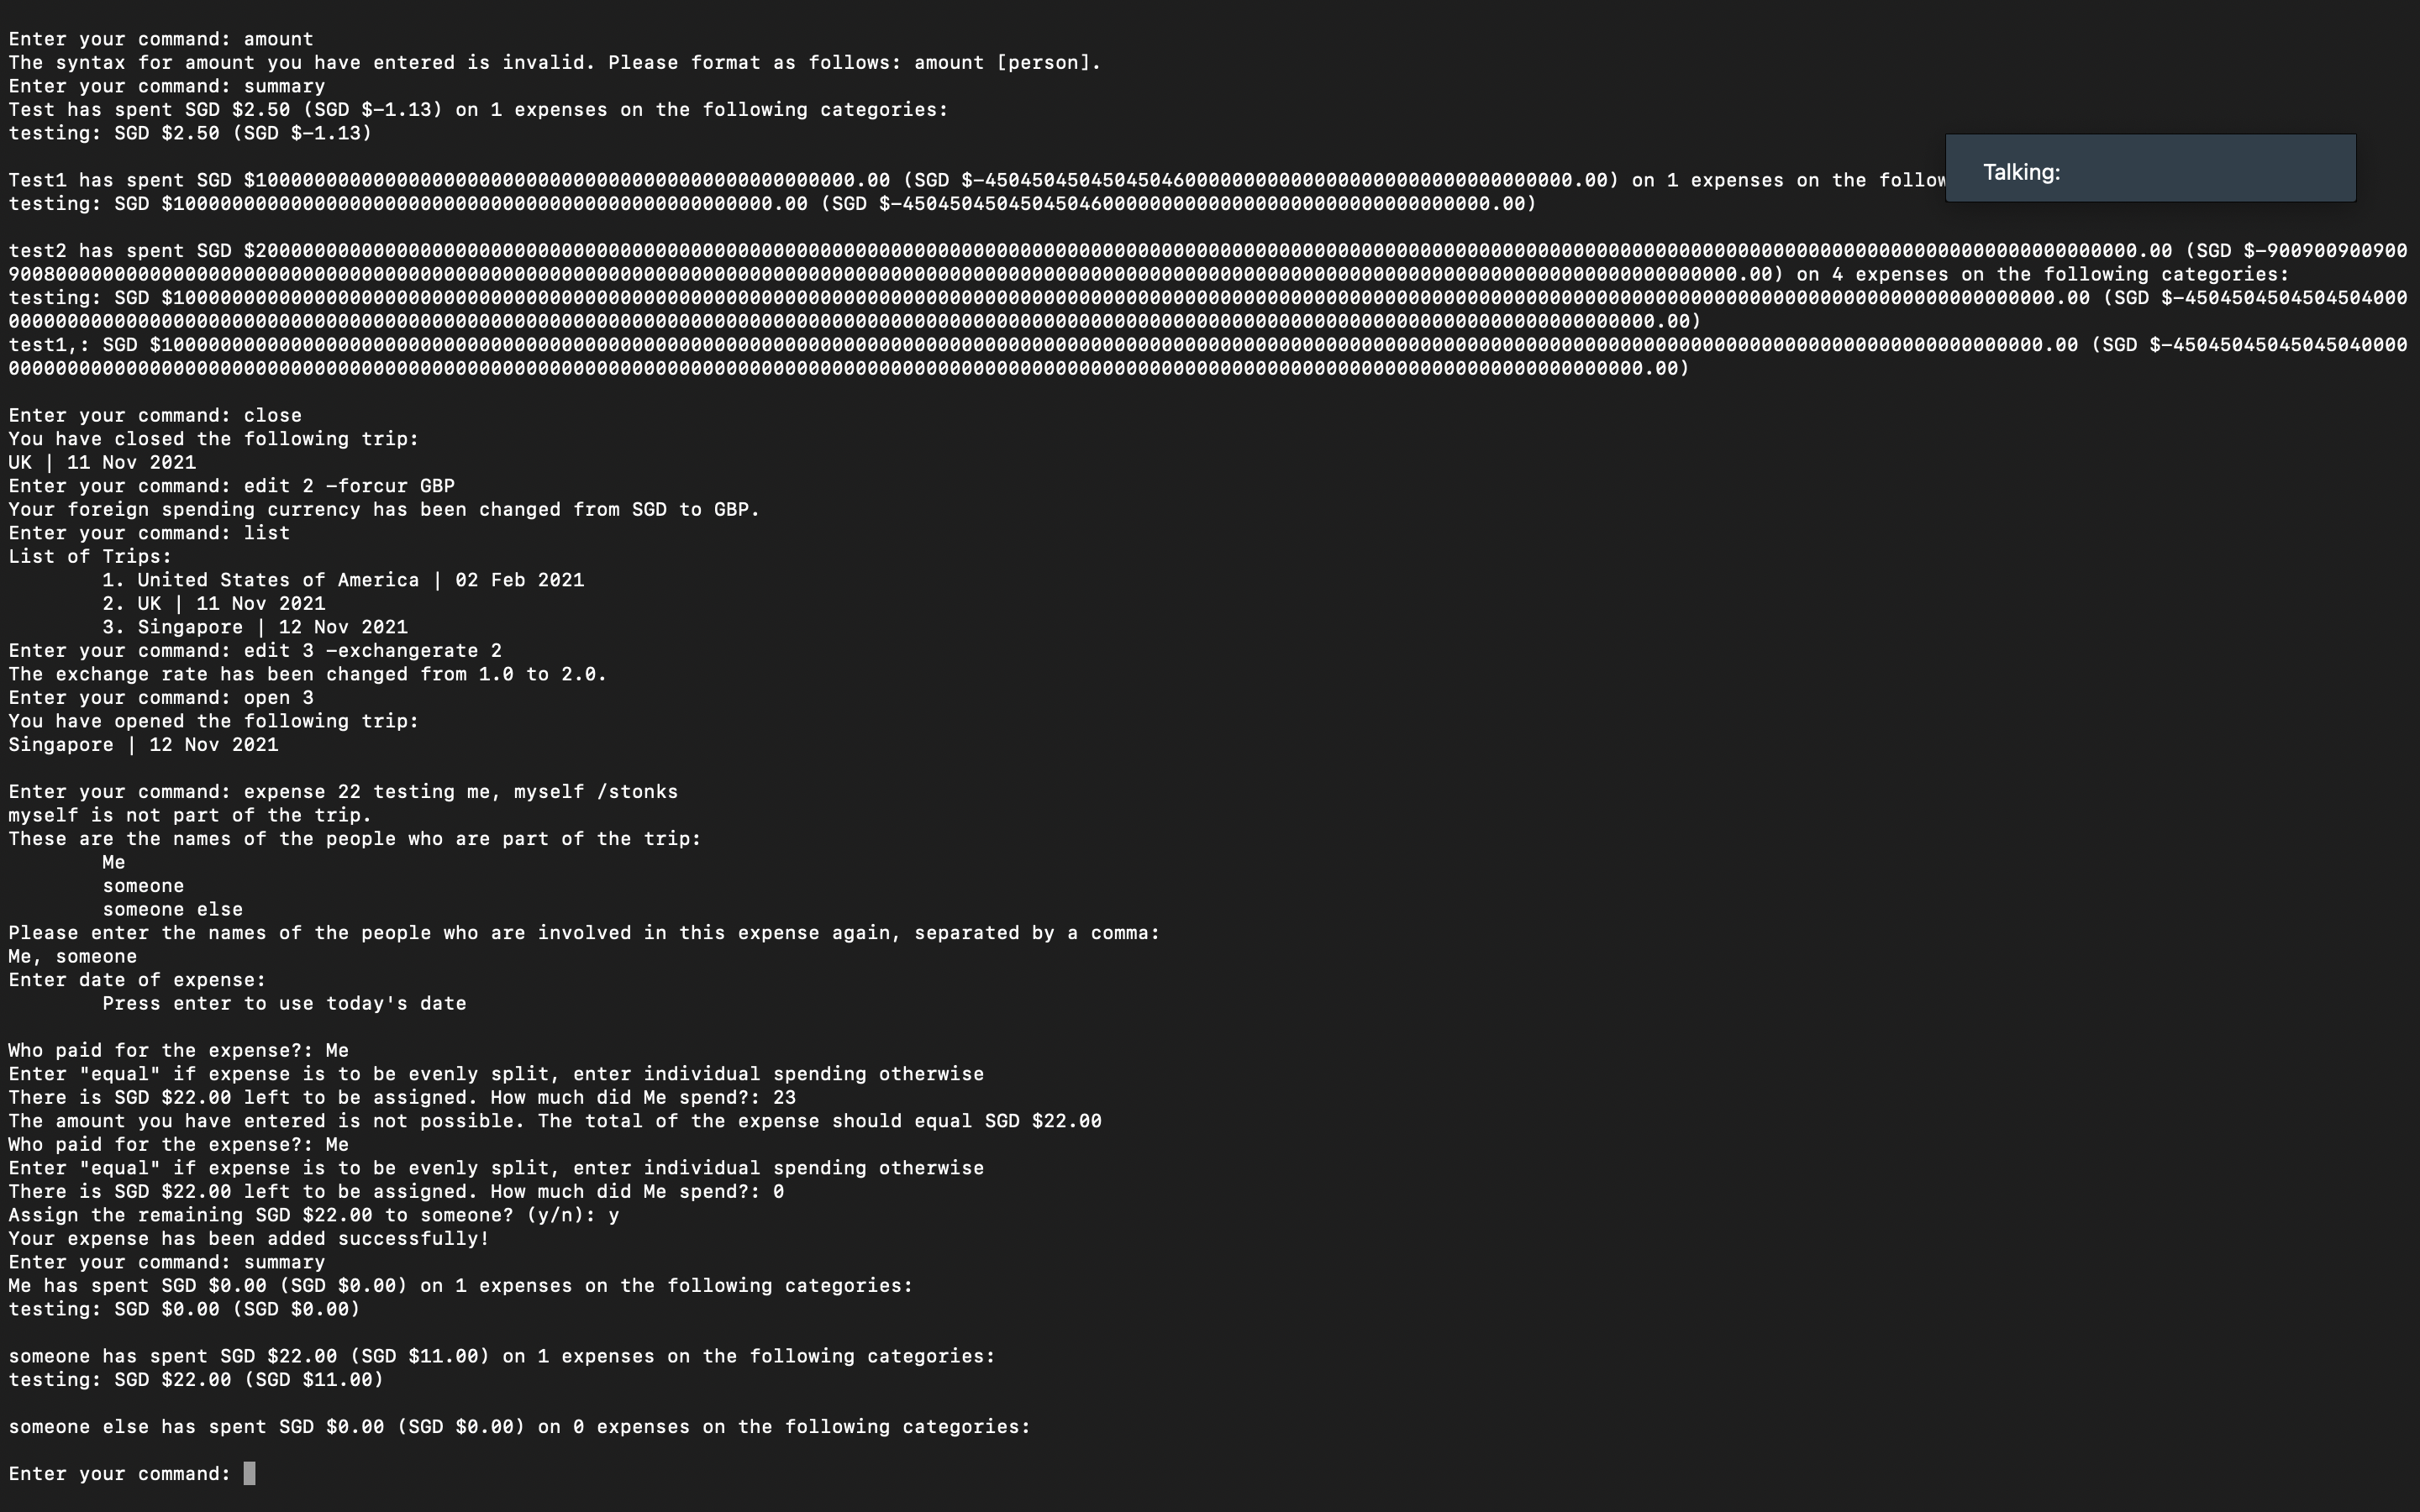 Enter your command: amount
The syntax for amount you have entered is invalid. Please format as follows: amount [person].
Enter your command: summary
Test has spent SGD $2.50 (SGD $-1.13) on 1 expenses on the following categories:
testing: SGD $2.50 (SGD $-1.13)
Test1 has spent SGD $100000000000000000000000000000000000000000000000000.00 (SGD $-45045045045045046000000000000000000000000000000000.00) on 1 expenses on the follow
Talking:
testing: SGD $100000000000000000000000000000000000000000000000000.00 (SGD $-45045045045045046000000000000000000000000000000000.00)
test2 has spent SGD (SGD
on 4 expenses on the following categories:
testing: SGD (SGD
test1,: SGD (SGD
Enter your command: close
You have closed the following trip:
UK | 11 Nov 2021
Enter your command: edit 2 -forcur GBP
Your foreign spending currency has been changed from SGD to GBP.
Enter your command: list
List of Trips:
1. United States of America | 02 Feb 2021
2. UK | 11 Nov 2021
3. Singapore | 12 Nov 2021
Enter your command: edit 3 -exchangerate 2
The exchange rate has been changed from 1.0 to 2.0.
Enter your command: open 3
You have opened the following trip:
Singapore | 12 Nov 2021
Enter your command: expense 22 testing me, myself /stonks
myself is not part of the trip.
These are the names of the people who are part of the trip:
Me
someone
someone else
Please enter the names of the people who are involved in this expense again, separated by a comma:
Me, someone
Enter date of expense:
Press enter to use today's date
Who paid for the expense?: Me
Enter "equal" if expense is to be evenly split, enter individual spending otherwise
There is SGD $22.00 left to be assigned. How much did Me spend?: 23
The amount you have entered is not possible. The total of the expense should equal SGD $22.00
Who paid for the expense?: Me
Enter "equal" if expense is to be evenly split, enter individual spending otherwise
There is SGD $22.00 left to be assigned. How much did Me spend?: 0
Assign the remaining SGD $22.00 to someone? (y/n): y
Your expense has been added successfully!
Enter your command: summary
Me has spent SGD $0.00 (SGD $0.00) on 1 expenses on the following categories:
testing: SGD $0.00 (SGD $0.00)
someone has spent SGD $22.00 (SGD $11.00) on 1 expenses on the following categories:
testing: SGD $22.00 (SGD $11.00)
someone else has spent SGD $0.00 (SGD $0.00) on 0 expenses on the following categories:
Enter your command: